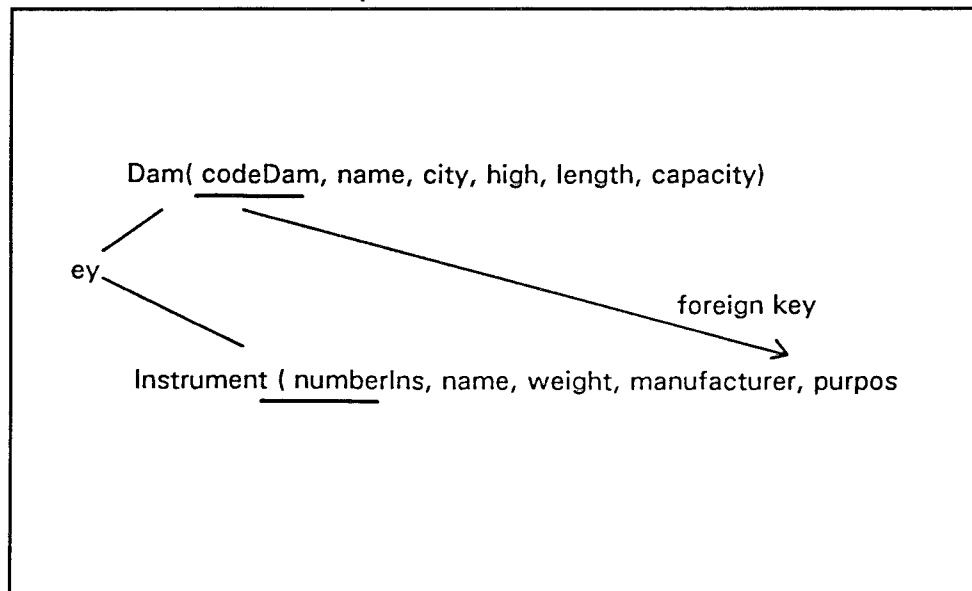 Dam( codeDam, name, city, high, length, capacity)
ey
foreign key
Instrument ( numberIns, name, weight, manufacturer, purpos